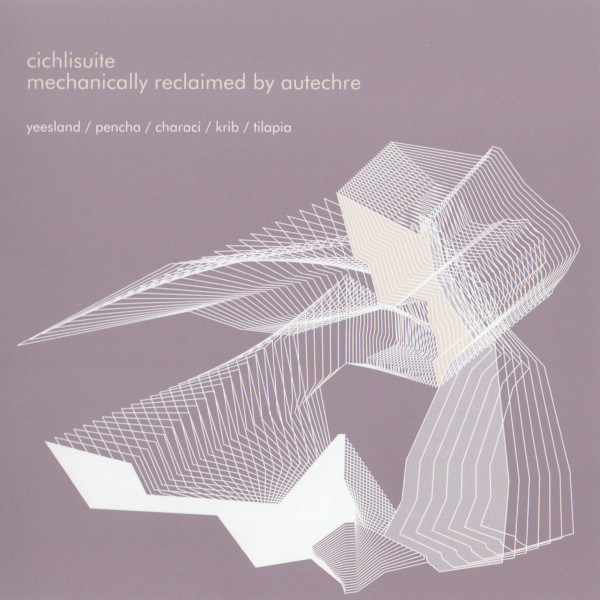 cichlisuite
mechanically reclaimed by autechre
yeesland / pencha / characi / krib / tilapia